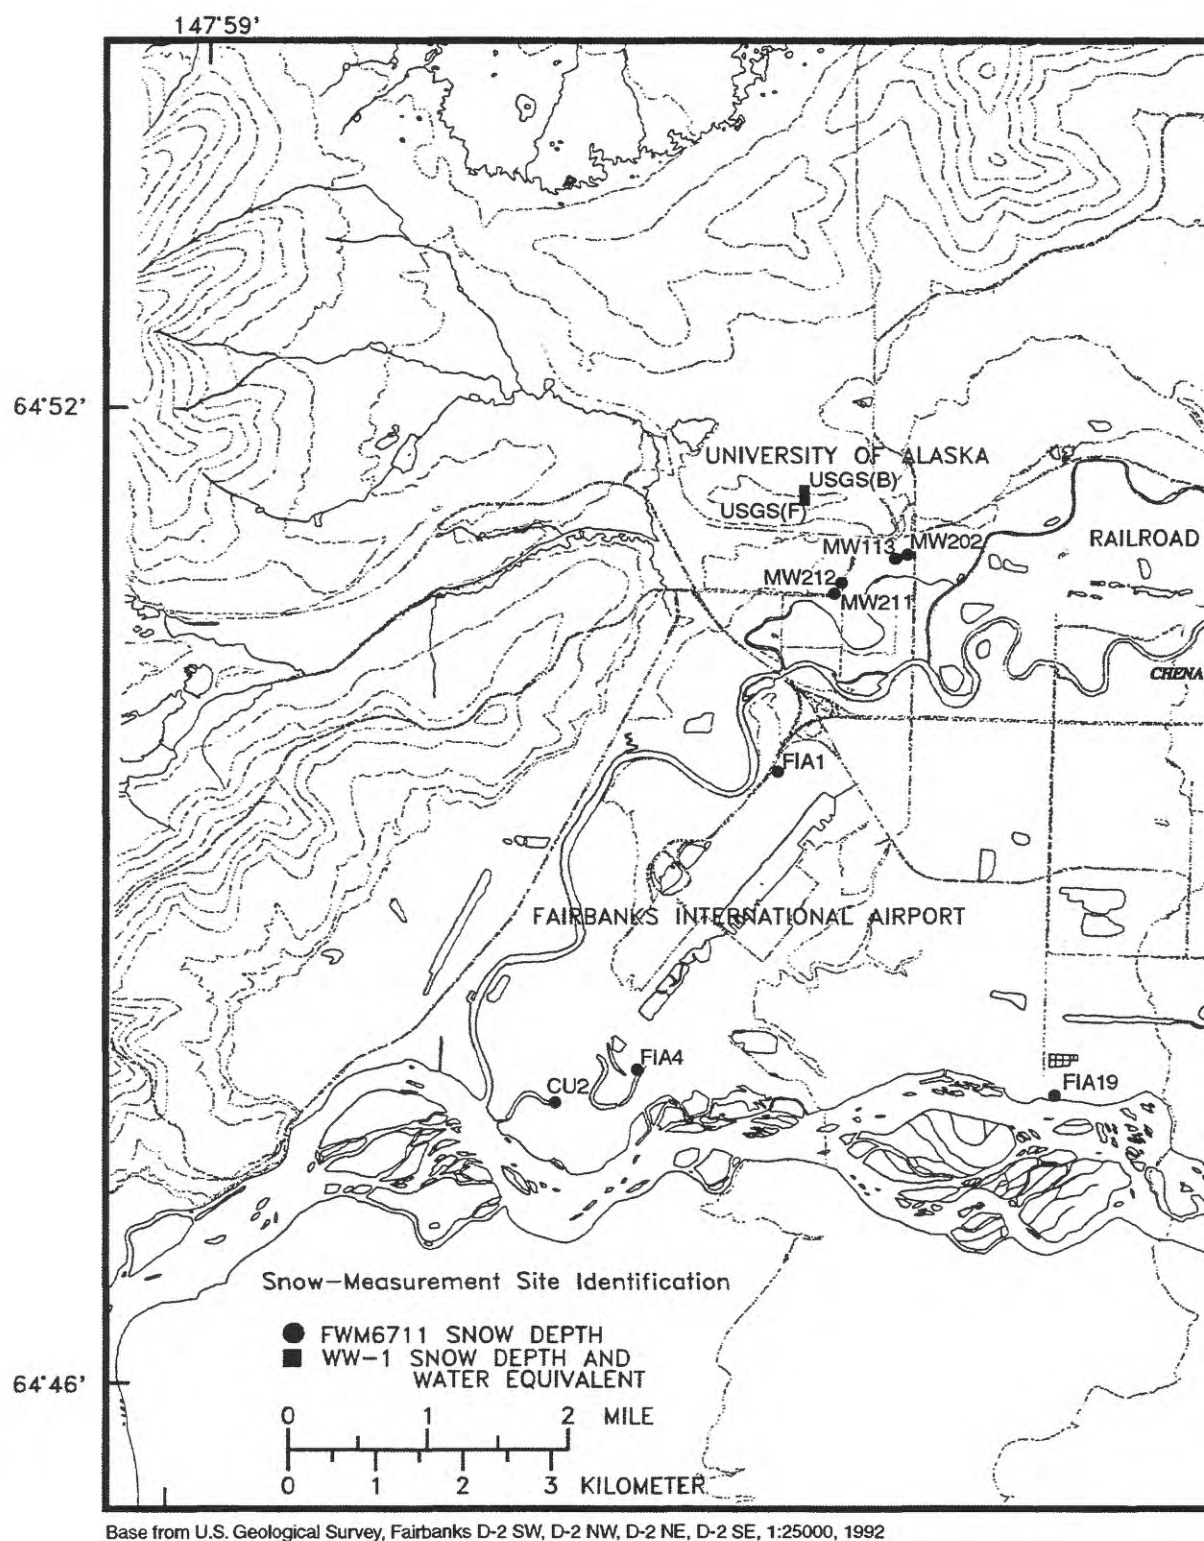 147°59'
64°52'
UNIVERSITY OF ALASKA
USGS(B)
USGS(F)
RAILROAD
MW113
MW202
MW212
MW211
CHENA
FIA1
FAIRBANKS INTERNATIONAL AIRPORT
FIA4
CU2
FIA19
Snow-Measurement Site Identification
FWM6711 SNOW DEPTH
WW-1 SNOW DEPTH AND
WATER EQUIVALENT
64°46'
0 1 2 MILE
0 1 2 3 KILOMETER
Base from U.S. Geological Survey, Fairbanks D-2 SW, D-2 NW, D-2 NE, D-2 SE, 1:25000, 1992